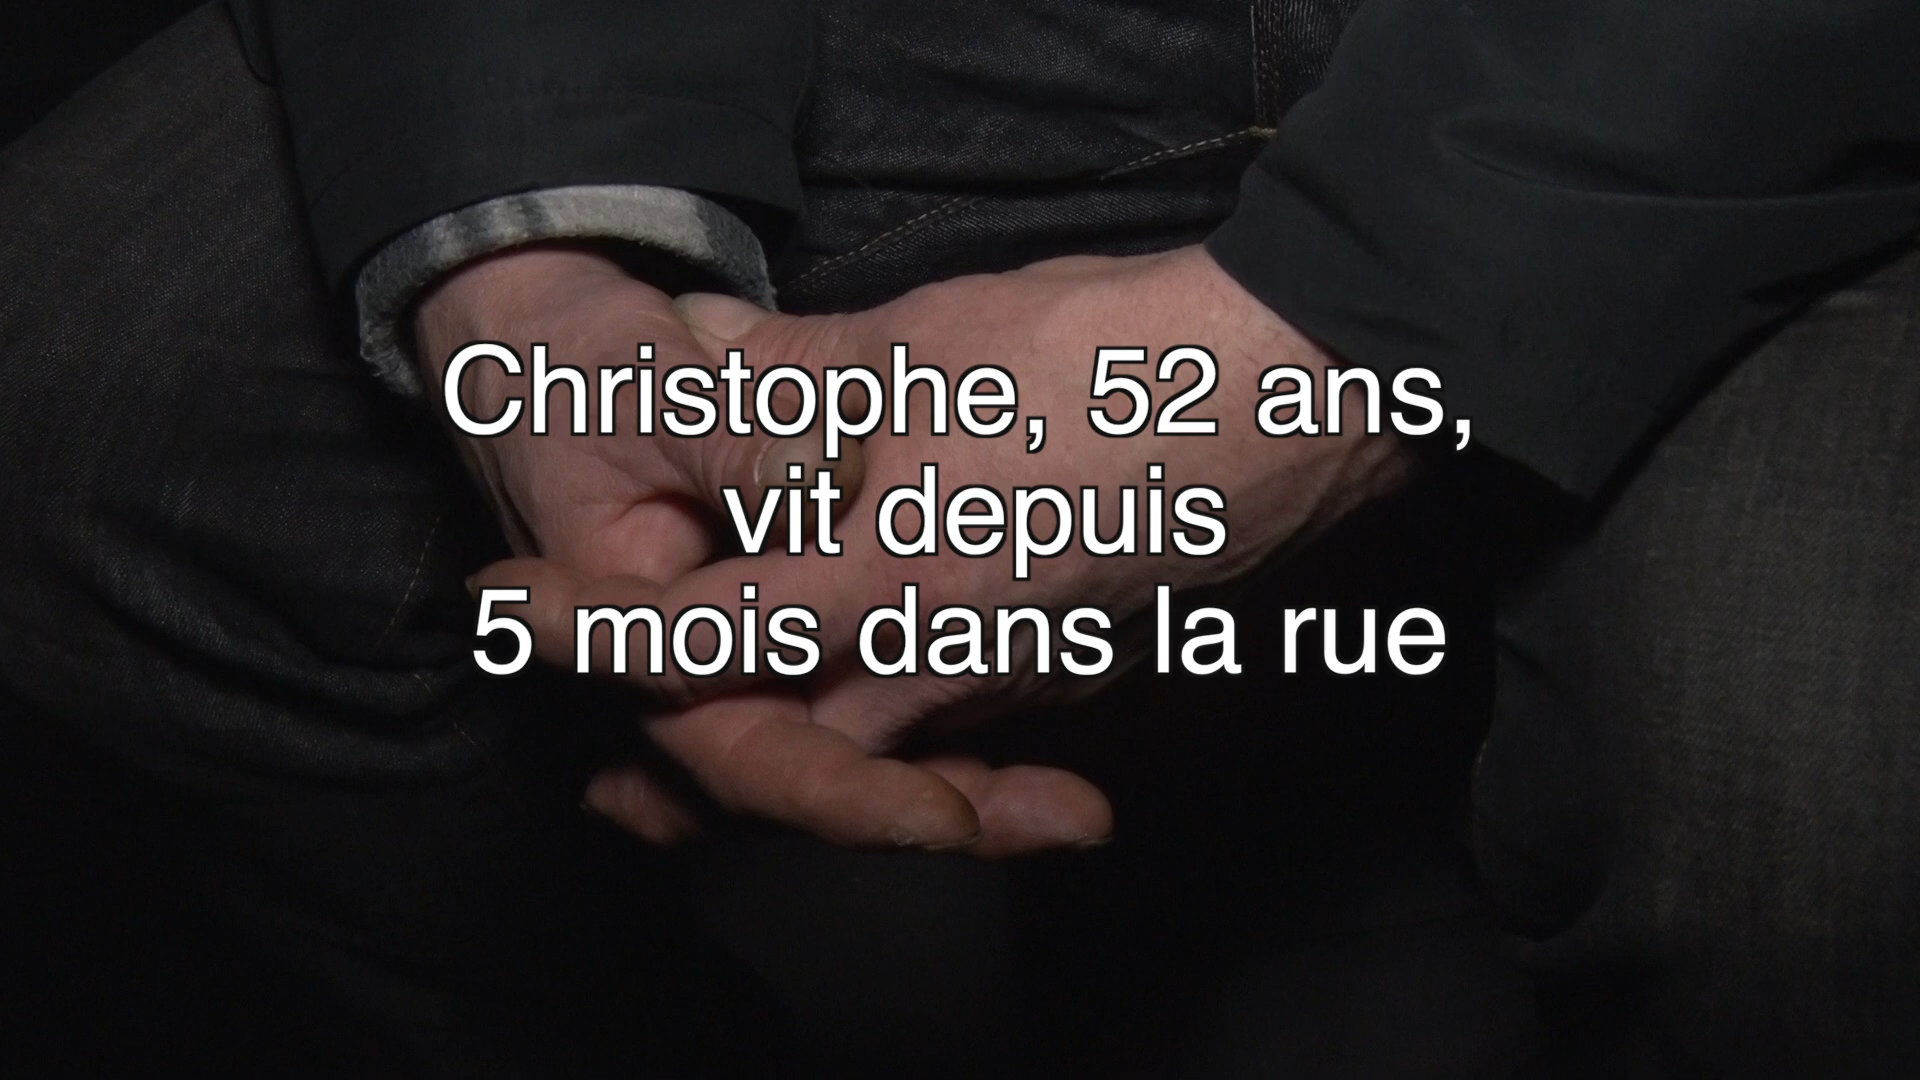 Christophe, 52 ans,
vit depuis
5 mois dans la rue